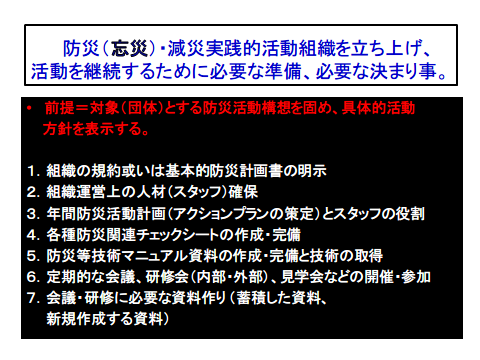 防災（忘災）・減災実践的活動組織を立ち上げ、
活動を継続するために必要な準備、必要な決まり事。
• 前提＝対象（団体）とする防災活動構想を固め、具体的活動
方針を表示する。
１．組織の規約或いは基本的防災計画書の明示
２．組織運営上の人材（スタッフ）確保
３．年間防災活動計画（アクションプランの策定）とスタッフの役割
４．各種防災関連チェックシートの作成・完備
５．防災等技術マニュアル資料の作成・完備と技術の取得
６．定期的な会議、研修会（内部・外部）、見学会などの開催・参加
７．会議・研修に必要な資料作り（蓄積した資料、
新規作成する資料）